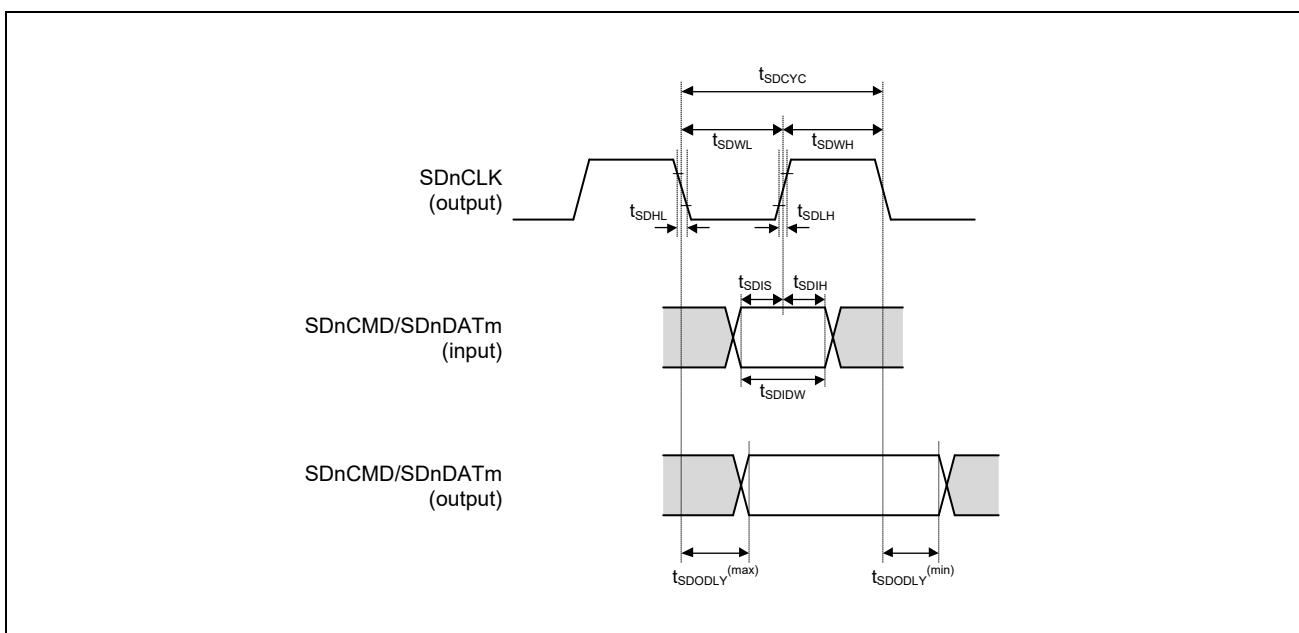 tSDCYC
tSDWL tSDWH
SDnCLK
(output)
tSDHL tSDLH
tSDIS tSDIH
SDnCMD/SDnDATm
(input)
tSDIDW
SDnCMD/SDnDATm
(output)
tSDODLY(max) tSDODLY(min)